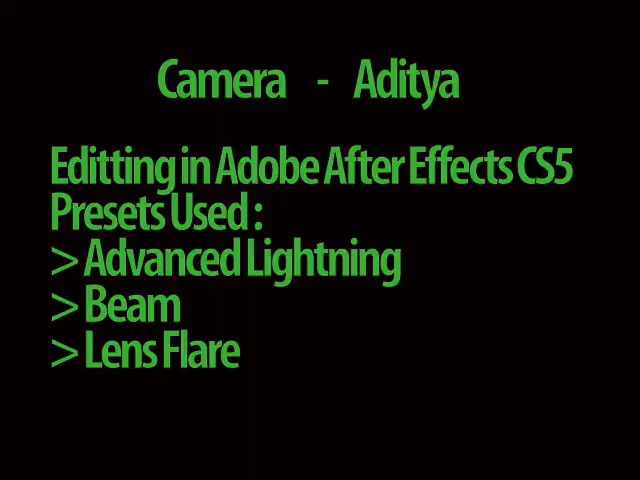 Camera - Aditya
Editting in Adobe After Effects CS5
Presets Used :
> Advanced Lightning
> Beam
> Lens Flare